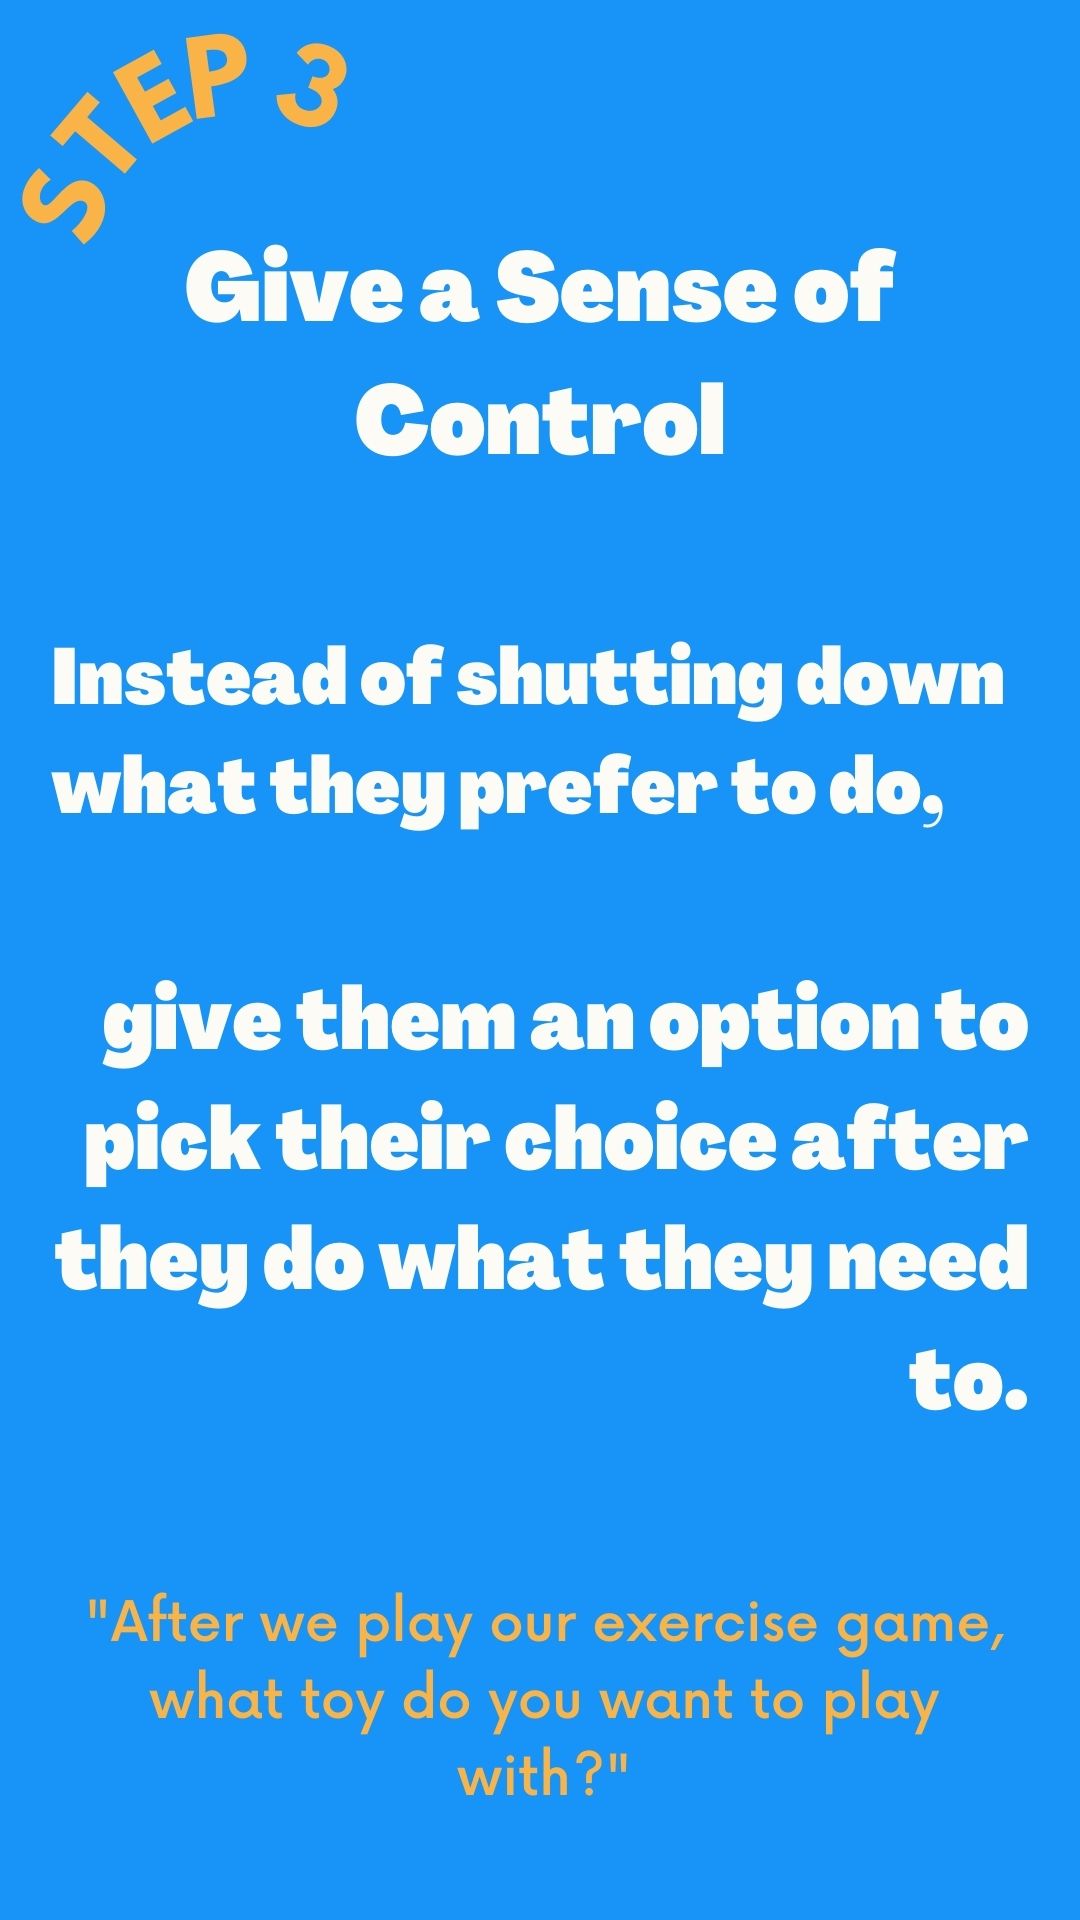 STEP 3
Give a Sense of
Control
Instead of shutting down
what they prefer to do,
give them an option to
pick their choice after
they do what they need
to.
"After we play our exercise game,
what toy do you want to play
with?"